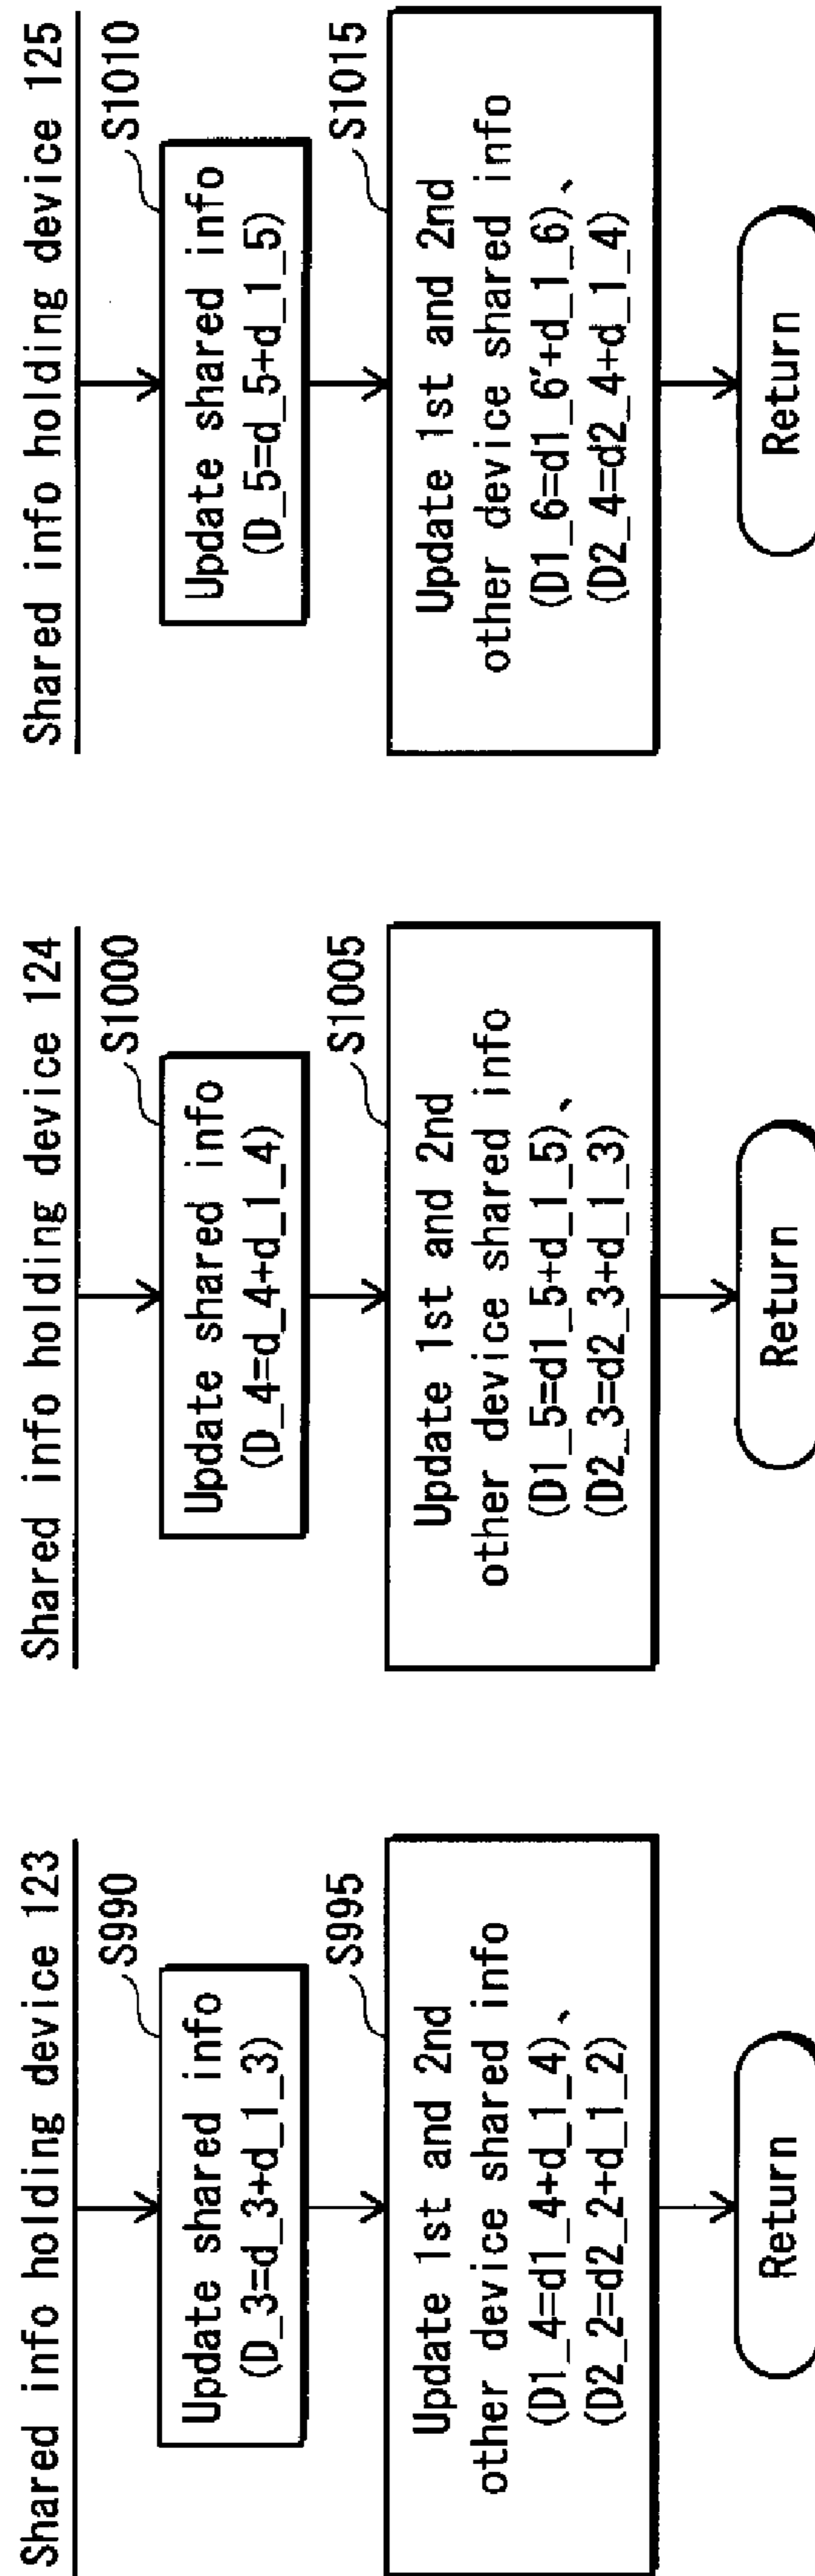 Shared info holding device 123
S990
Update shared info
(D_3=d_3+d_1_3)
S995
Update 1st and 2nd
other device shared info
(D1_4=d1_4+d_1_4)、
(D2_2=d2_2+d_1_2)
Return
Shared info holding device 124
S1000
Update shared info
(D_4=d_4+d_1_4)
S1005
Update 1st and 2nd
other device shared info
(D1_5=d1_5+d_1_5)、
(D2_3=d2_3+d_1_3)
Return
Shared info holding device 125
S1010
Update shared info
(D_5=d_5+d_1_5)
S1015
Update 1st and 2nd
other device shared info
(D1_6=d1_6'+d_1_6)、
(D2_4=d2_4+d_1_4)
Return